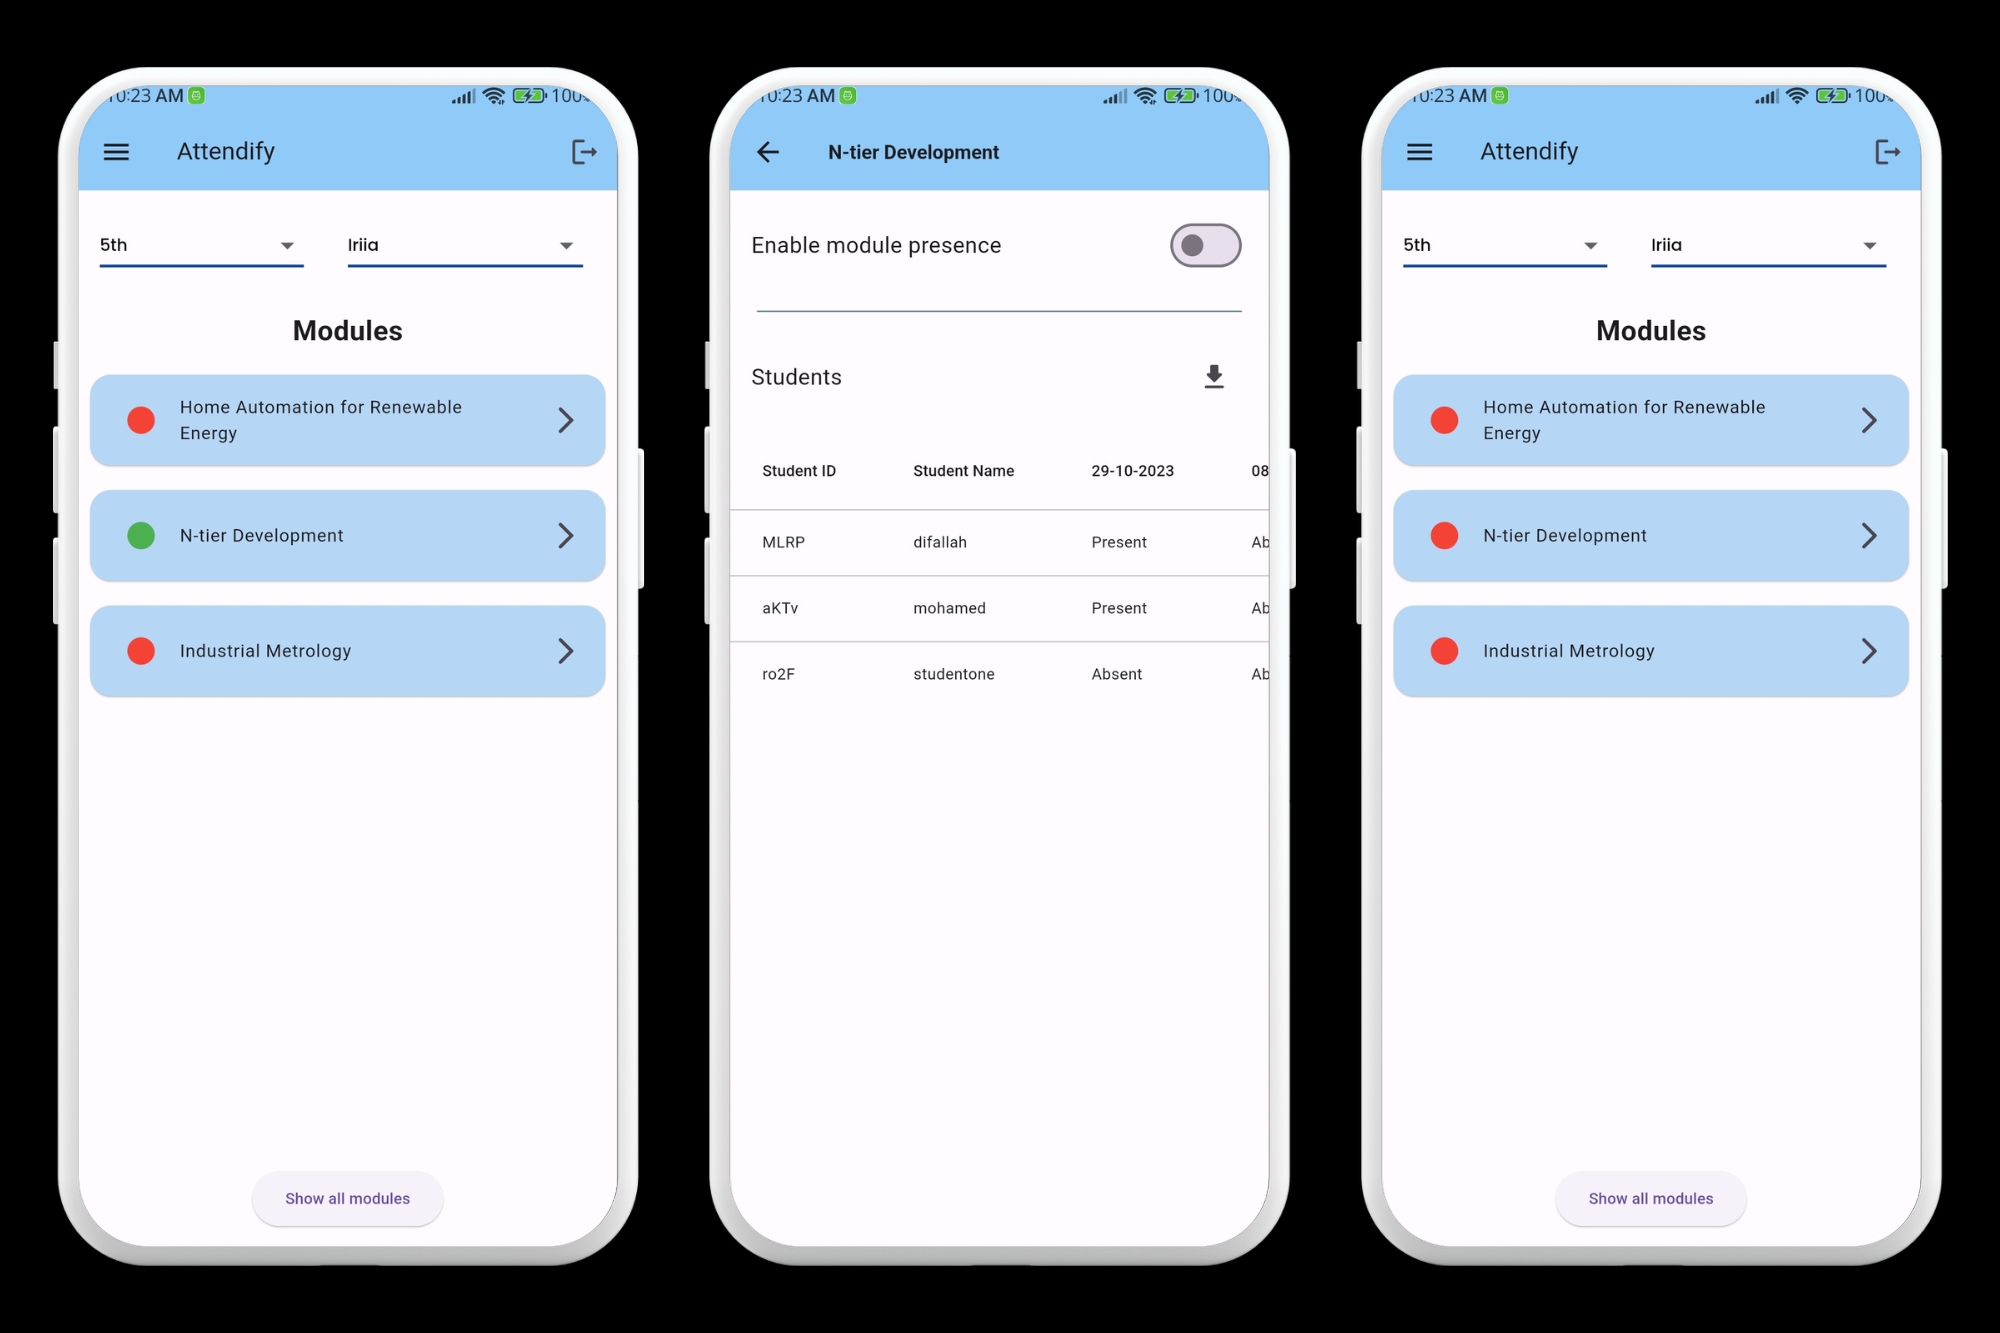 10:23 AM 100%
Attendify
5th Iriia
Modules
Home Automation for Renewable
Energy
N-tier Development
Industrial Metrology
Show all modules
10:23 AM 100%
N-tier Development
Enable module presence
Students
Student ID Student Name 29-10-2023 08
MLRP difallah Present Ab
aKTv mohamed Present Ab
ro2F studentone Absent Ab
10:23 AM 100%
Attendify
5th Iriia
Modules
Home Automation for Renewable
Energy
N-tier Development
Industrial Metrology
Show all modules